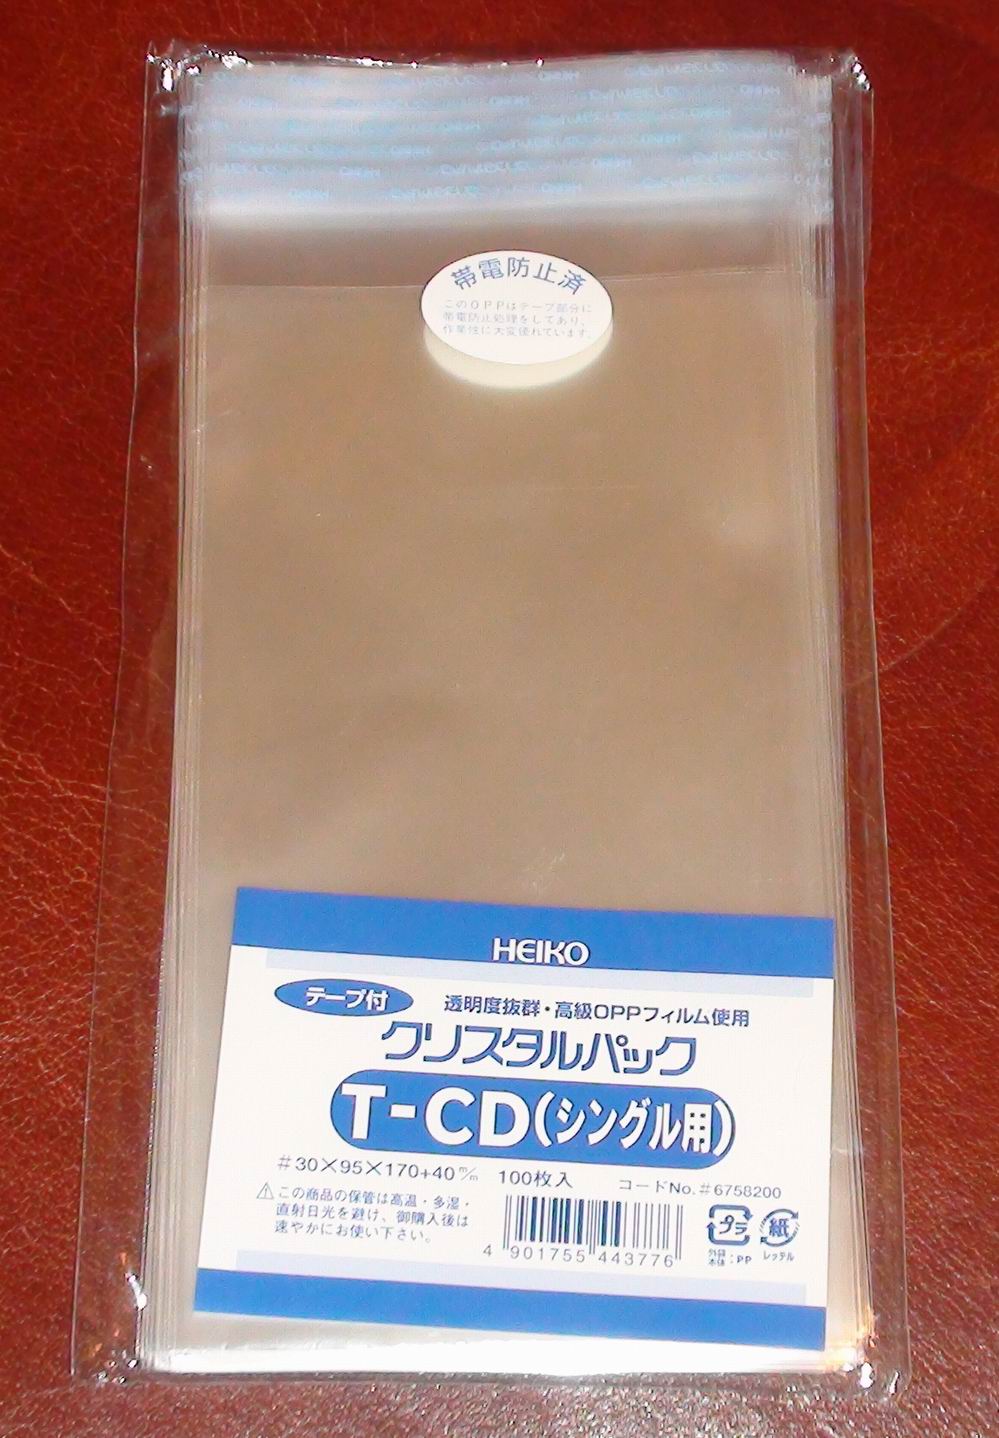 帯電防止済
このOPPはテープ部分に
帯電防止処理をしてあり、
作業性に大変優れています。
HEIKO
テープ付
透明度抜群・高級OPPフィルム使用
クリスタルパック
T-CD(シングル用)
#30×95×170+40m/m 100枚入 コードNo.#6758200
⚠この商品の保管は高温・多湿・
直射日光を避け、御購入後は
速やかにお使い下さい。
4 901755 443776
プラ
外袋
本体:PP
紙
レッテル